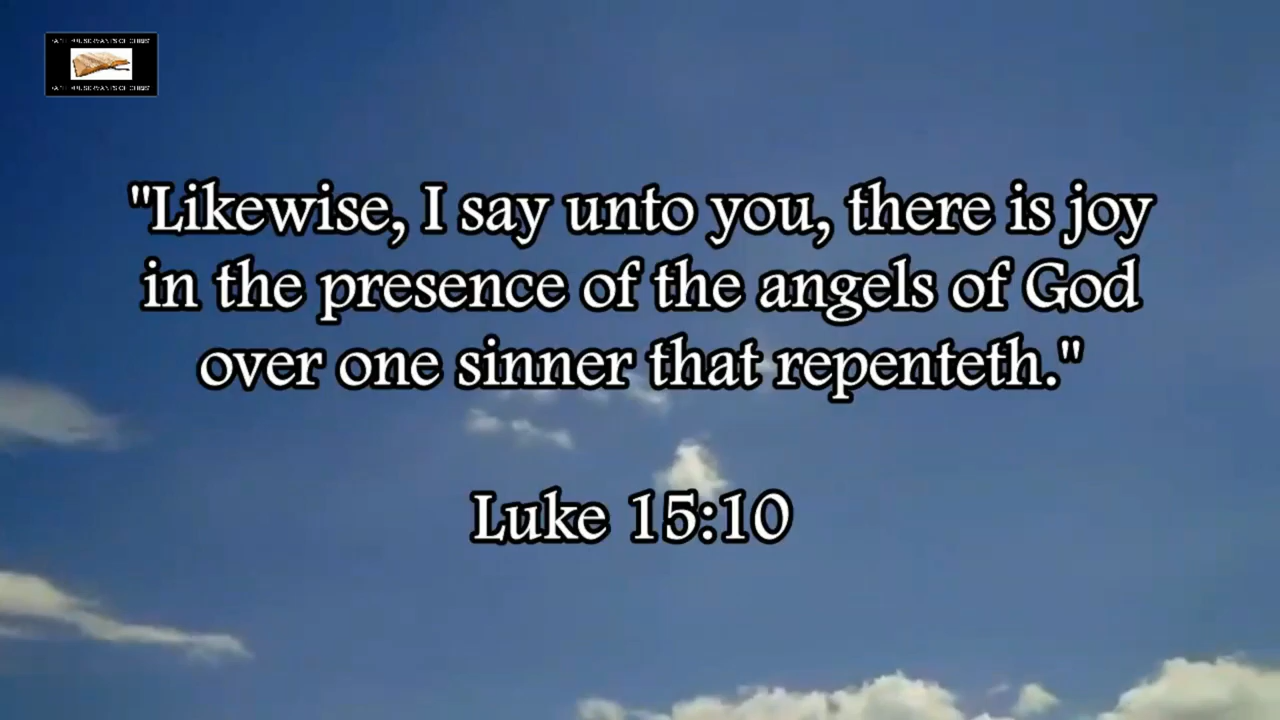 "Likewise, I say unto you, there is joy
in the presence of the angels of God
over one sinner that repenteth."
Luke 15:10